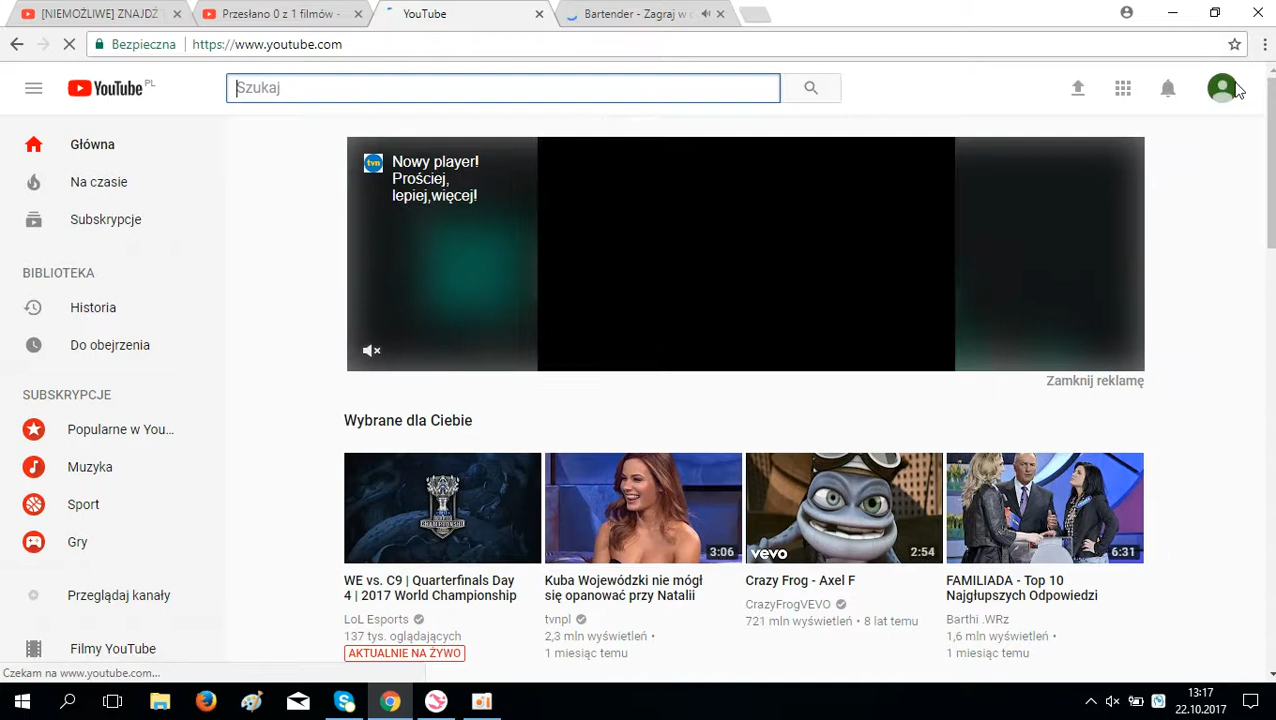 [NIEMOŻLIWE] ZNAJDŹ
Przesłano 0 z 1 filmów -
YouTube
Bartender - Zagraj w
Bezpieczna
https://www.youtube.com
YouTube PL
Szukaj
Główna
Na czasie
Subskrypcje
BIBLIOTEKA
Historia
Do obejrzenia
SUBSKRYPCJE
Popularne w You...
Muzyka
Sport
Gry
Przeglądaj kanały
Filmy YouTube
tvn
Nowy player!
Prościej,
lepiej,więcej!
Zamknij reklamę
Wybrane dla Ciebie
WE vs. C9 | Quarterfinals Day
4 | 2017 World Championship
LoL Esports
137 tys. oglądających
AKTUALNIE NA ŻYWO
3:06
Kuba Wojewódzki nie mógł
się opanować przy Natalii
tvnpl
2,3 mln wyświetleń •
1 miesiąc temu
vevo
2:54
Crazy Frog - Axel F
CrazyFrogVEVO
721 mln wyświetleń • 8 lat temu
6:31
FAMILIADA - Top 10
Najgłupszych Odpowiedzi
Barthi .WRz
1,6 mln wyświetleń •
1 miesiąc temu
Czekam na www.youtube.com...
13:17
22.10.2017